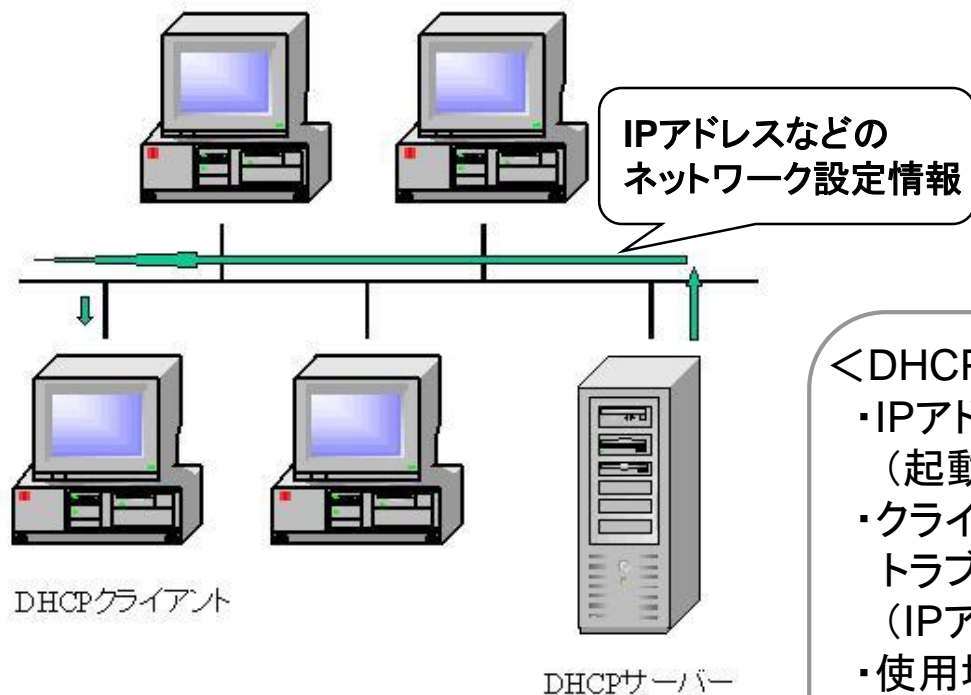 IPアドレスなどの
ネットワーク設定情報
DHCPクライアント
DHCPサーバー
＜DHCP
・IPアド
（起動
・クライ
トラブ
（IPア
・使用